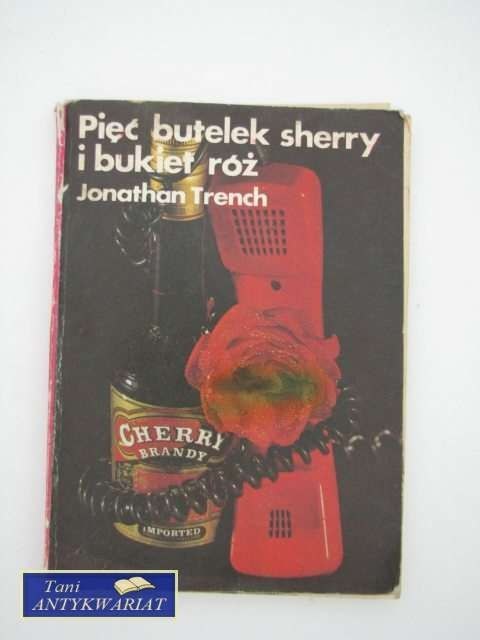 Pięć butelek sherry
i bukiet róż
Jonathan Trench
CHERRY
BRANDY
IMPORTED
Tani
ANTYKWARIAT